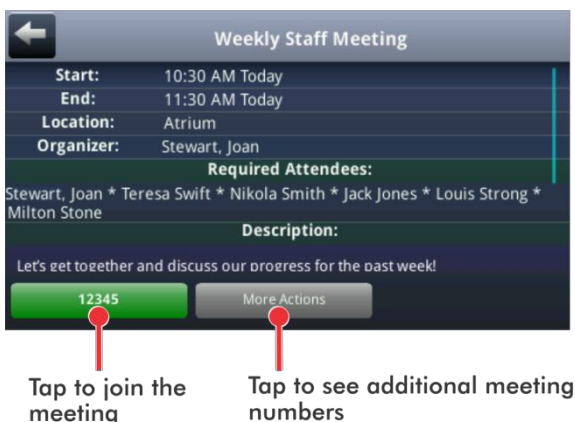 Weekly Staff Meeting
Start: 10:30 AM Today
End: 11:30 AM Today
Location: Atrium
Organizer: Stewart, Joan
Required Attendees:
Stewart, Joan * Teresa Swift * Nikola Smith * Jack Jones * Louis Strong *
Milton Stone
Description:
Let's get together and discuss our progress for the past week!
12345 More Actions
Tap to join the
meeting
Tap to see additional meeting
numbers